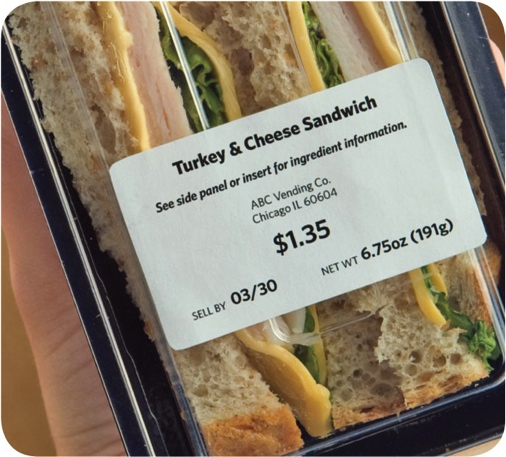 Turkey & Cheese Sandwich
See side panel or insert for ingredient information.
ABC Vending Co.
Chicago IL 60604
$1.35
SELL BY 03/30 NET WT 6.75oz (191g)